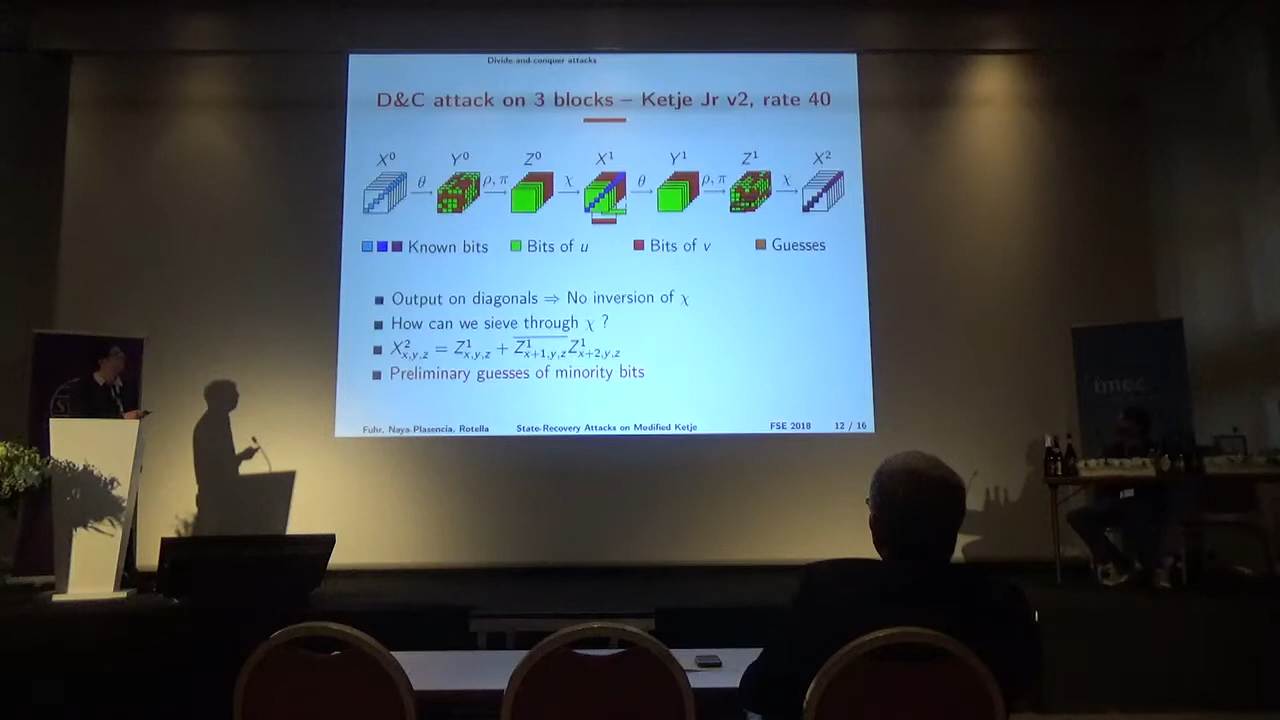 Divide and conquer attacks
D&C attack on 3 blocks – Ketje Jr v2, rate 40
X⁰ Y⁰ Z⁰ X¹ Y¹ Z¹ X²
θ ρ, π χ θ ρ, π χ
Known bits Bits of u Bits of v Guesses
Output on diagonals ⇒ No inversion of χ
How can we sieve through χ ?
X²x,y,z = Z¹x,y,z + \overline{Z¹x+1,y,z}Z¹x+2,y,z
Preliminary guesses of minority bits
Fuhr, Naya-Plasencia, Rotella State-Recovery Attacks on Modified Ketje FSE 2018 12 / 16
imec